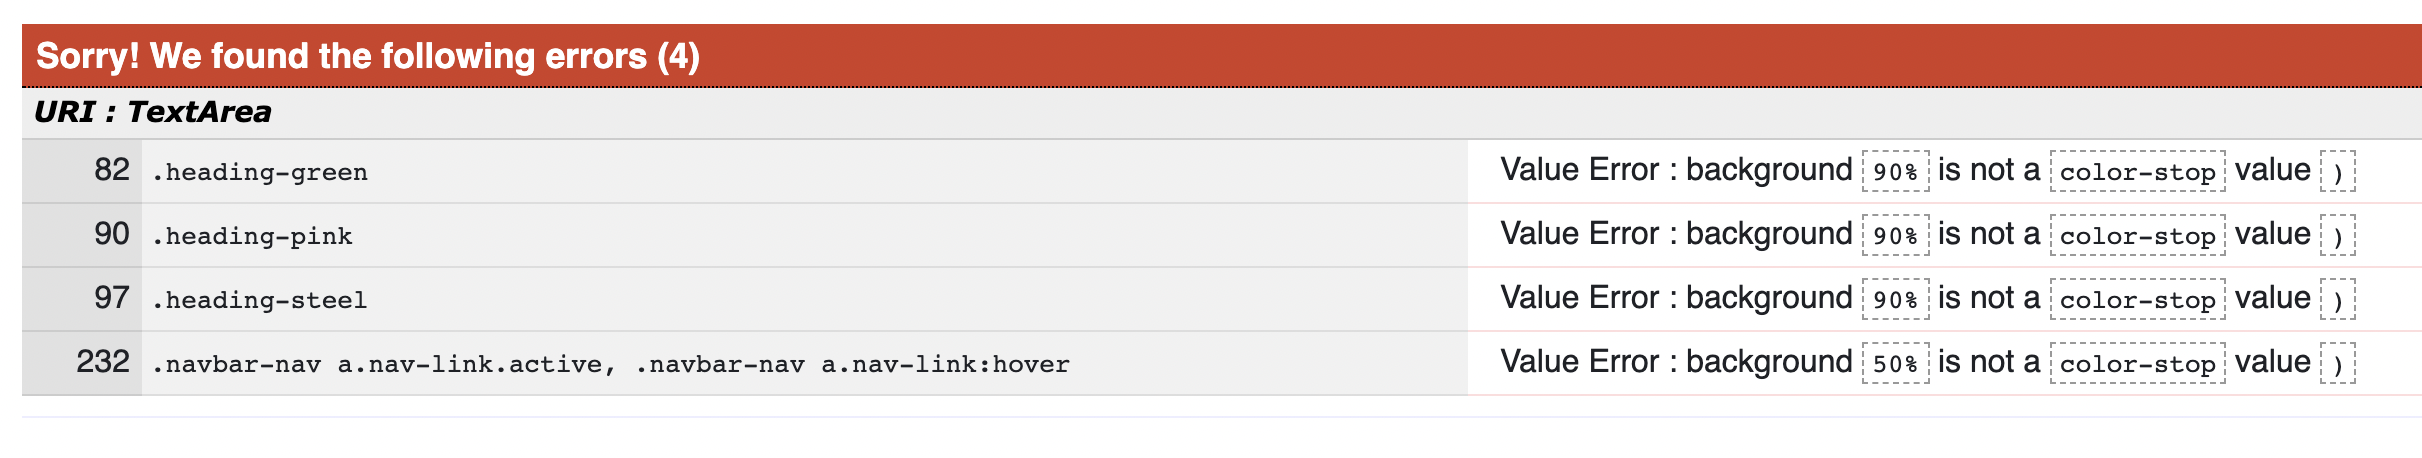 Sorry! We found the following errors (4)
URI : TextArea
82 .heading-green Value Error : background 90% is not a color-stop value )
90 .heading-pink Value Error : background 90% is not a color-stop value )
97 .heading-steel Value Error : background 90% is not a color-stop value )
232 .navbar-nav a.nav-link.active, .navbar-nav a.nav-link:hover Value Error : background 50% is not a color-stop value )